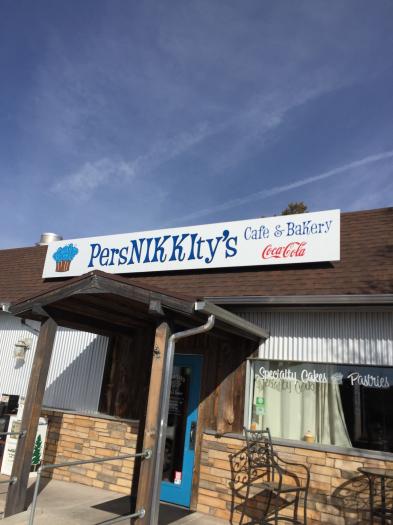 PersNIKKIty's
Cafe & Bakery
Coca-Cola
Specialty Cakes
Pastries